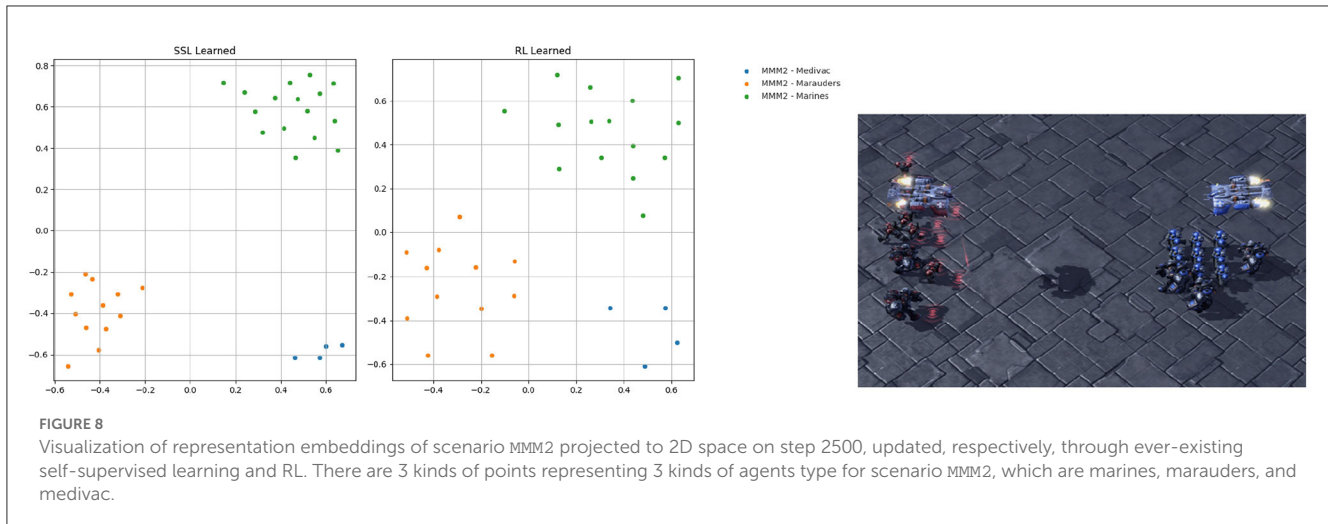 SSL Learned
0.8
0.6
0.4
0.2
0.0
−0.2
−0.4
−0.6
−0.6 −0.4 −0.2 0.0 0.2 0.4 0.6
RL Learned
0.6
0.4
0.2
0.0
−0.2
−0.4
−0.6
−0.4 −0.2 0.0 0.2 0.4 0.6
MMM2 - Medivac
MMM2 - Marauders
MMM2 - Marines
FIGURE 8
Visualization of representation embeddings of scenario MMM2 projected to 2D space on step 2500, updated, respectively, through ever-existing
self-supervised learning and RL. There are 3 kinds of points representing 3 kinds of agents type for scenario MMM2, which are marines, marauders, and
medivac.